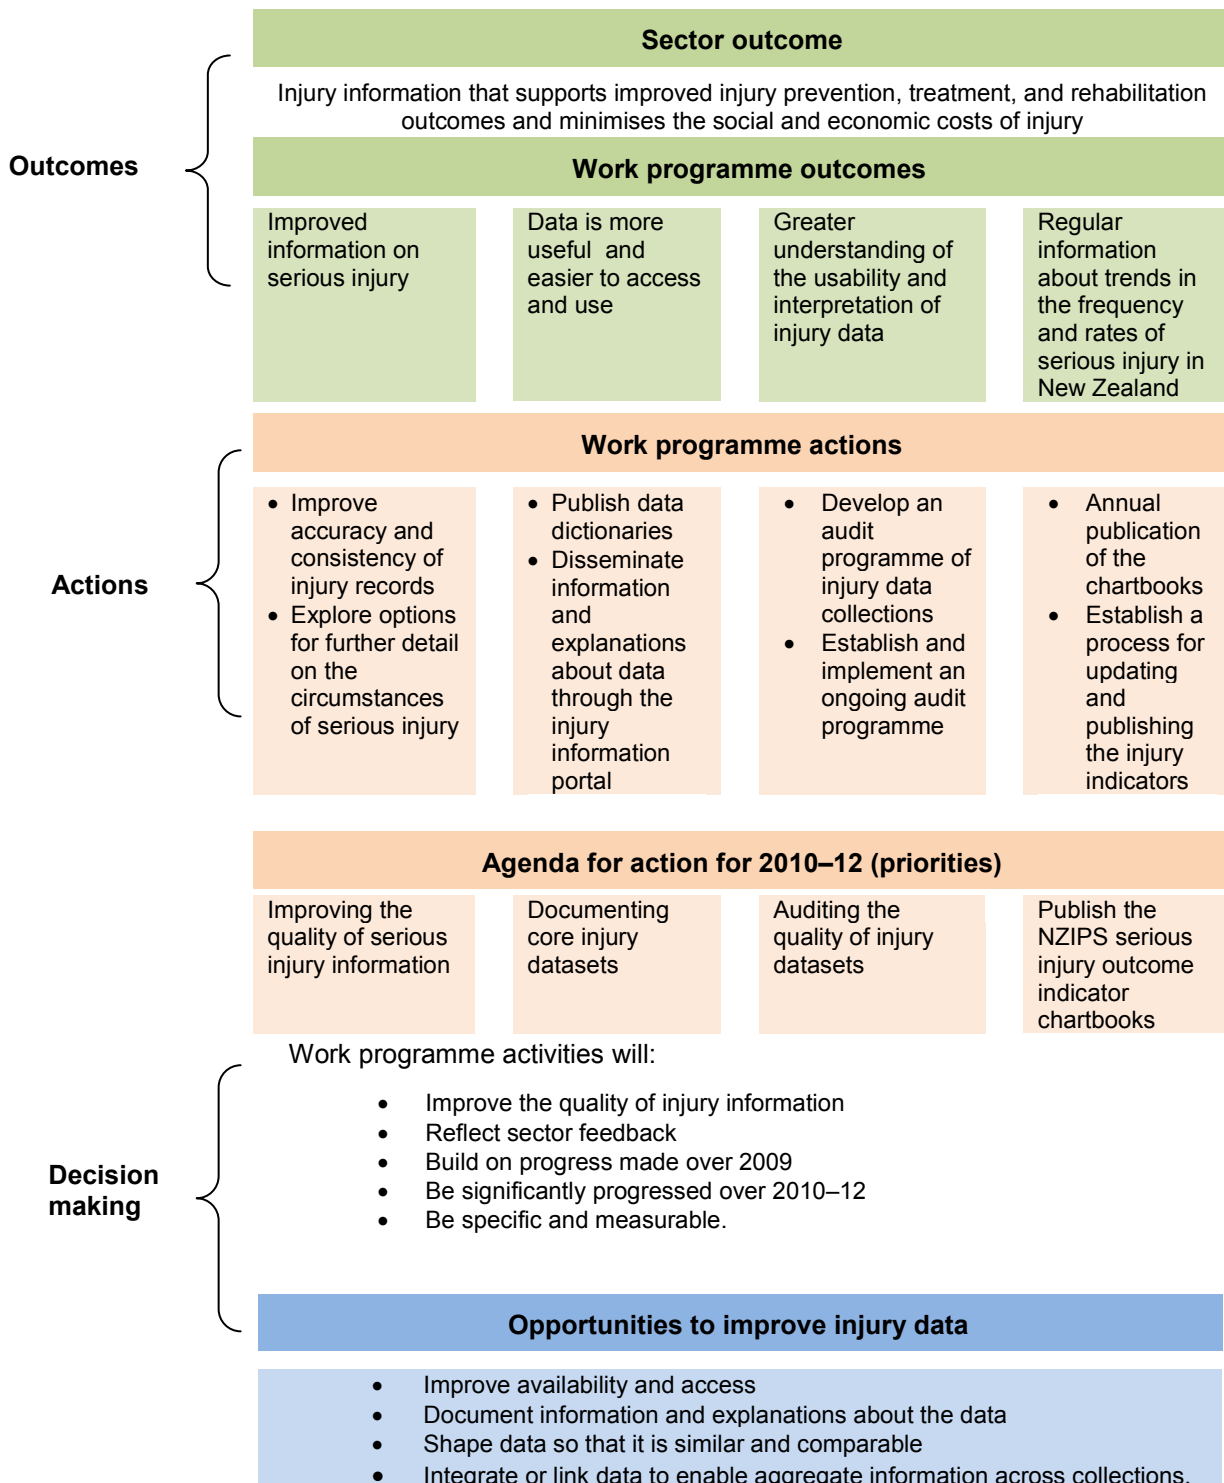 Sector outcome
Injury information that supports improved injury prevention, treatment, and rehabilitation
outcomes and minimises the social and economic costs of injury
Outcomes
Work programme outcomes
Improved
information on
serious injury
Data is more
useful and
easier to access
and use
Greater
understanding of
the usability and
interpretation of
injury data
Regular
information
about trends in
the frequency
and rates of
serious injury in
New Zealand
Work programme actions
Actions
• Improve
accuracy and
consistency of
injury records
• Explore options
for further detail
on the
circumstances
of serious injury
• Publish data
dictionaries
• Disseminate
information
and
explanations
about data
through the
injury
information
portal
• Develop an
audit
programme of
injury data
collections
• Establish and
implement an
ongoing audit
programme
• Annual
publication
of the
chartbooks
• Establish a
process for
updating
and
publishing
the injury
indicators
Agenda for action for 2010–12 (priorities)
Improving the
quality of serious
injury information
Documenting
core injury
datasets
Auditing the
quality of injury
datasets
Publish the
NZIPS serious
injury outcome
indicator
chartbooks
Decision
making
Work programme activities will:
• Improve the quality of injury information
• Reflect sector feedback
• Build on progress made over 2009
• Be significantly progressed over 2010–12
• Be specific and measurable.
Opportunities to improve injury data
• Improve availability and access
• Document information and explanations about the data
• Shape data so that it is similar and comparable
• Integrate or link data to enable aggregate information across collections.